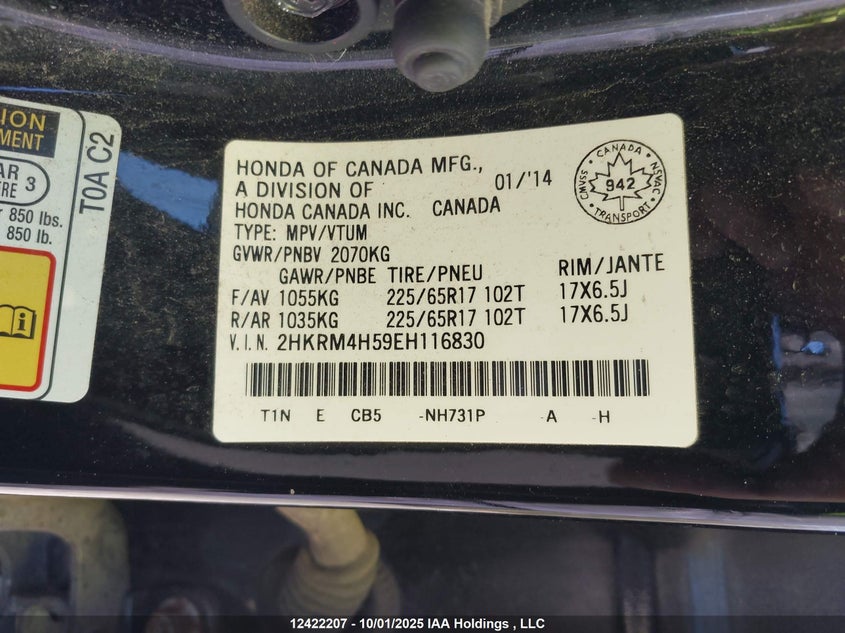 ION
MENT
AR
TRE 3
r 850 lbs.
850 lb.
T0A C2
HONDA OF CANADA MFG.,
A DIVISION OF
HONDA CANADA INC. CANADA
01/'14
CANADA
CMVSS
942
NSVAC
TRANSPORT
TYPE: MPV/VTUM
GVWR/PNBV 2070KG
GAWR/PNBE TIRE/PNEU RIM/JANTE
F/AV 1055KG 225/65R17 102T 17X6.5J
R/AR 1035KG 225/65R17 102T 17X6.5J
V.I.N. 2HKRM4H59EH116830
T1N E CB5 -NH731P -A -H
12422207 - 10/01/2025 IAA Holdings , LLC